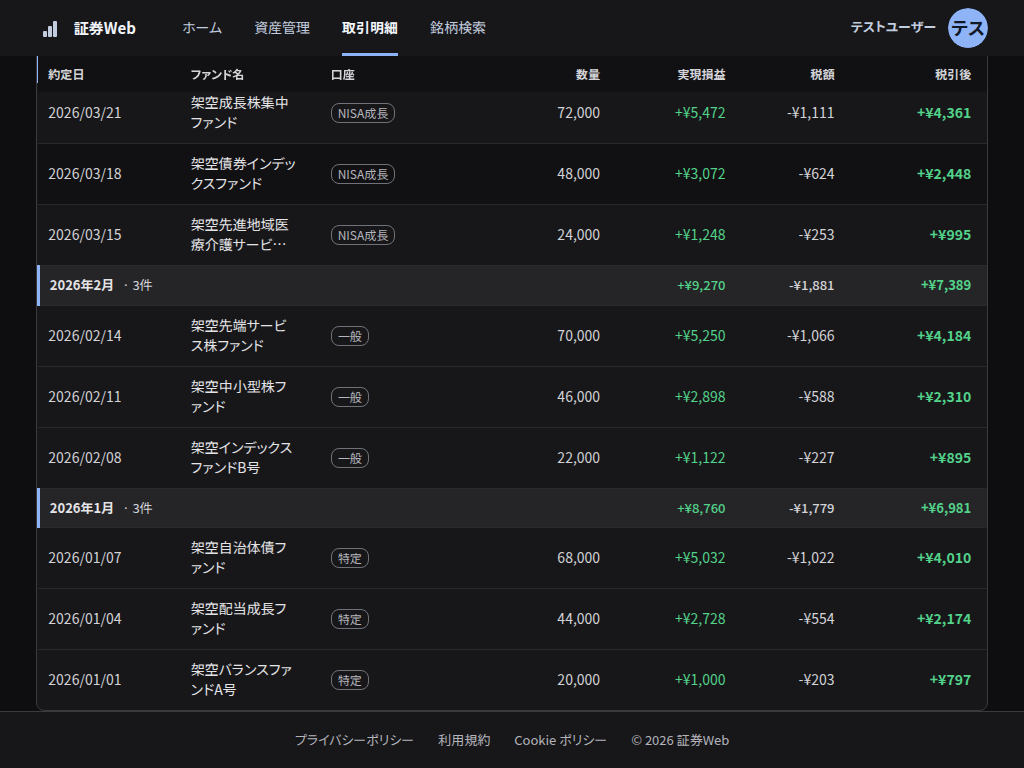 証券Web ホーム 資産管理 取引明細 銘柄検索 テストユーザー テス
約定日 ファンド名 口座 数量 実現損益 税額 税引後
2026/03/21 架空成長株集中ファンド NISA成長 72,000 +¥5,472 -¥1,111 +¥4,361
2026/03/18 架空債券インデックスファンド NISA成長 48,000 +¥3,072 -¥624 +¥2,448
2026/03/15 架空先進地域医療介護サービ… NISA成長 24,000 +¥1,248 -¥253 +¥995
2026年2月 · 3件 +¥9,270 -¥1,881 +¥7,389
2026/02/14 架空先端サービス株ファンド 一般 70,000 +¥5,250 -¥1,066 +¥4,184
2026/02/11 架空中小型株ファンド 一般 46,000 +¥2,898 -¥588 +¥2,310
2026/02/08 架空インデックスファンドB号 一般 22,000 +¥1,122 -¥227 +¥895
2026年1月 · 3件 +¥8,760 -¥1,779 +¥6,981
2026/01/07 架空自治体債ファンド 特定 68,000 +¥5,032 -¥1,022 +¥4,010
2026/01/04 架空配当成長ファンド 特定 44,000 +¥2,728 -¥554 +¥2,174
2026/01/01 架空バランスファンドA号 特定 20,000 +¥1,000 -¥203 +¥797
プライバシーポリシー 利用規約 Cookie ポリシー © 2026 証券Web